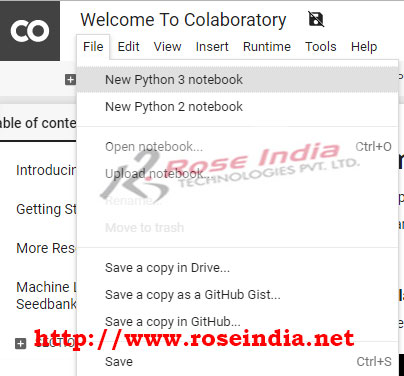 CO Welcome To Colaboratory
File Edit View Insert Runtime Tools Help
New Python 3 notebook
New Python 2 notebook
able of conte
Open notebook... Ctrl+O
Rose India
TECHNOLOGIES PVT. LTD.
Introducin
Upload notebook...
Rename...
Getting St
Move to trash
More Res
Save a copy in Drive...
Machine L
Seedbank
Save a copy as a GitHub Gist...
Save a copy in GitHub...
http://www.roseindia.net
SECTION
Save Ctrl+S